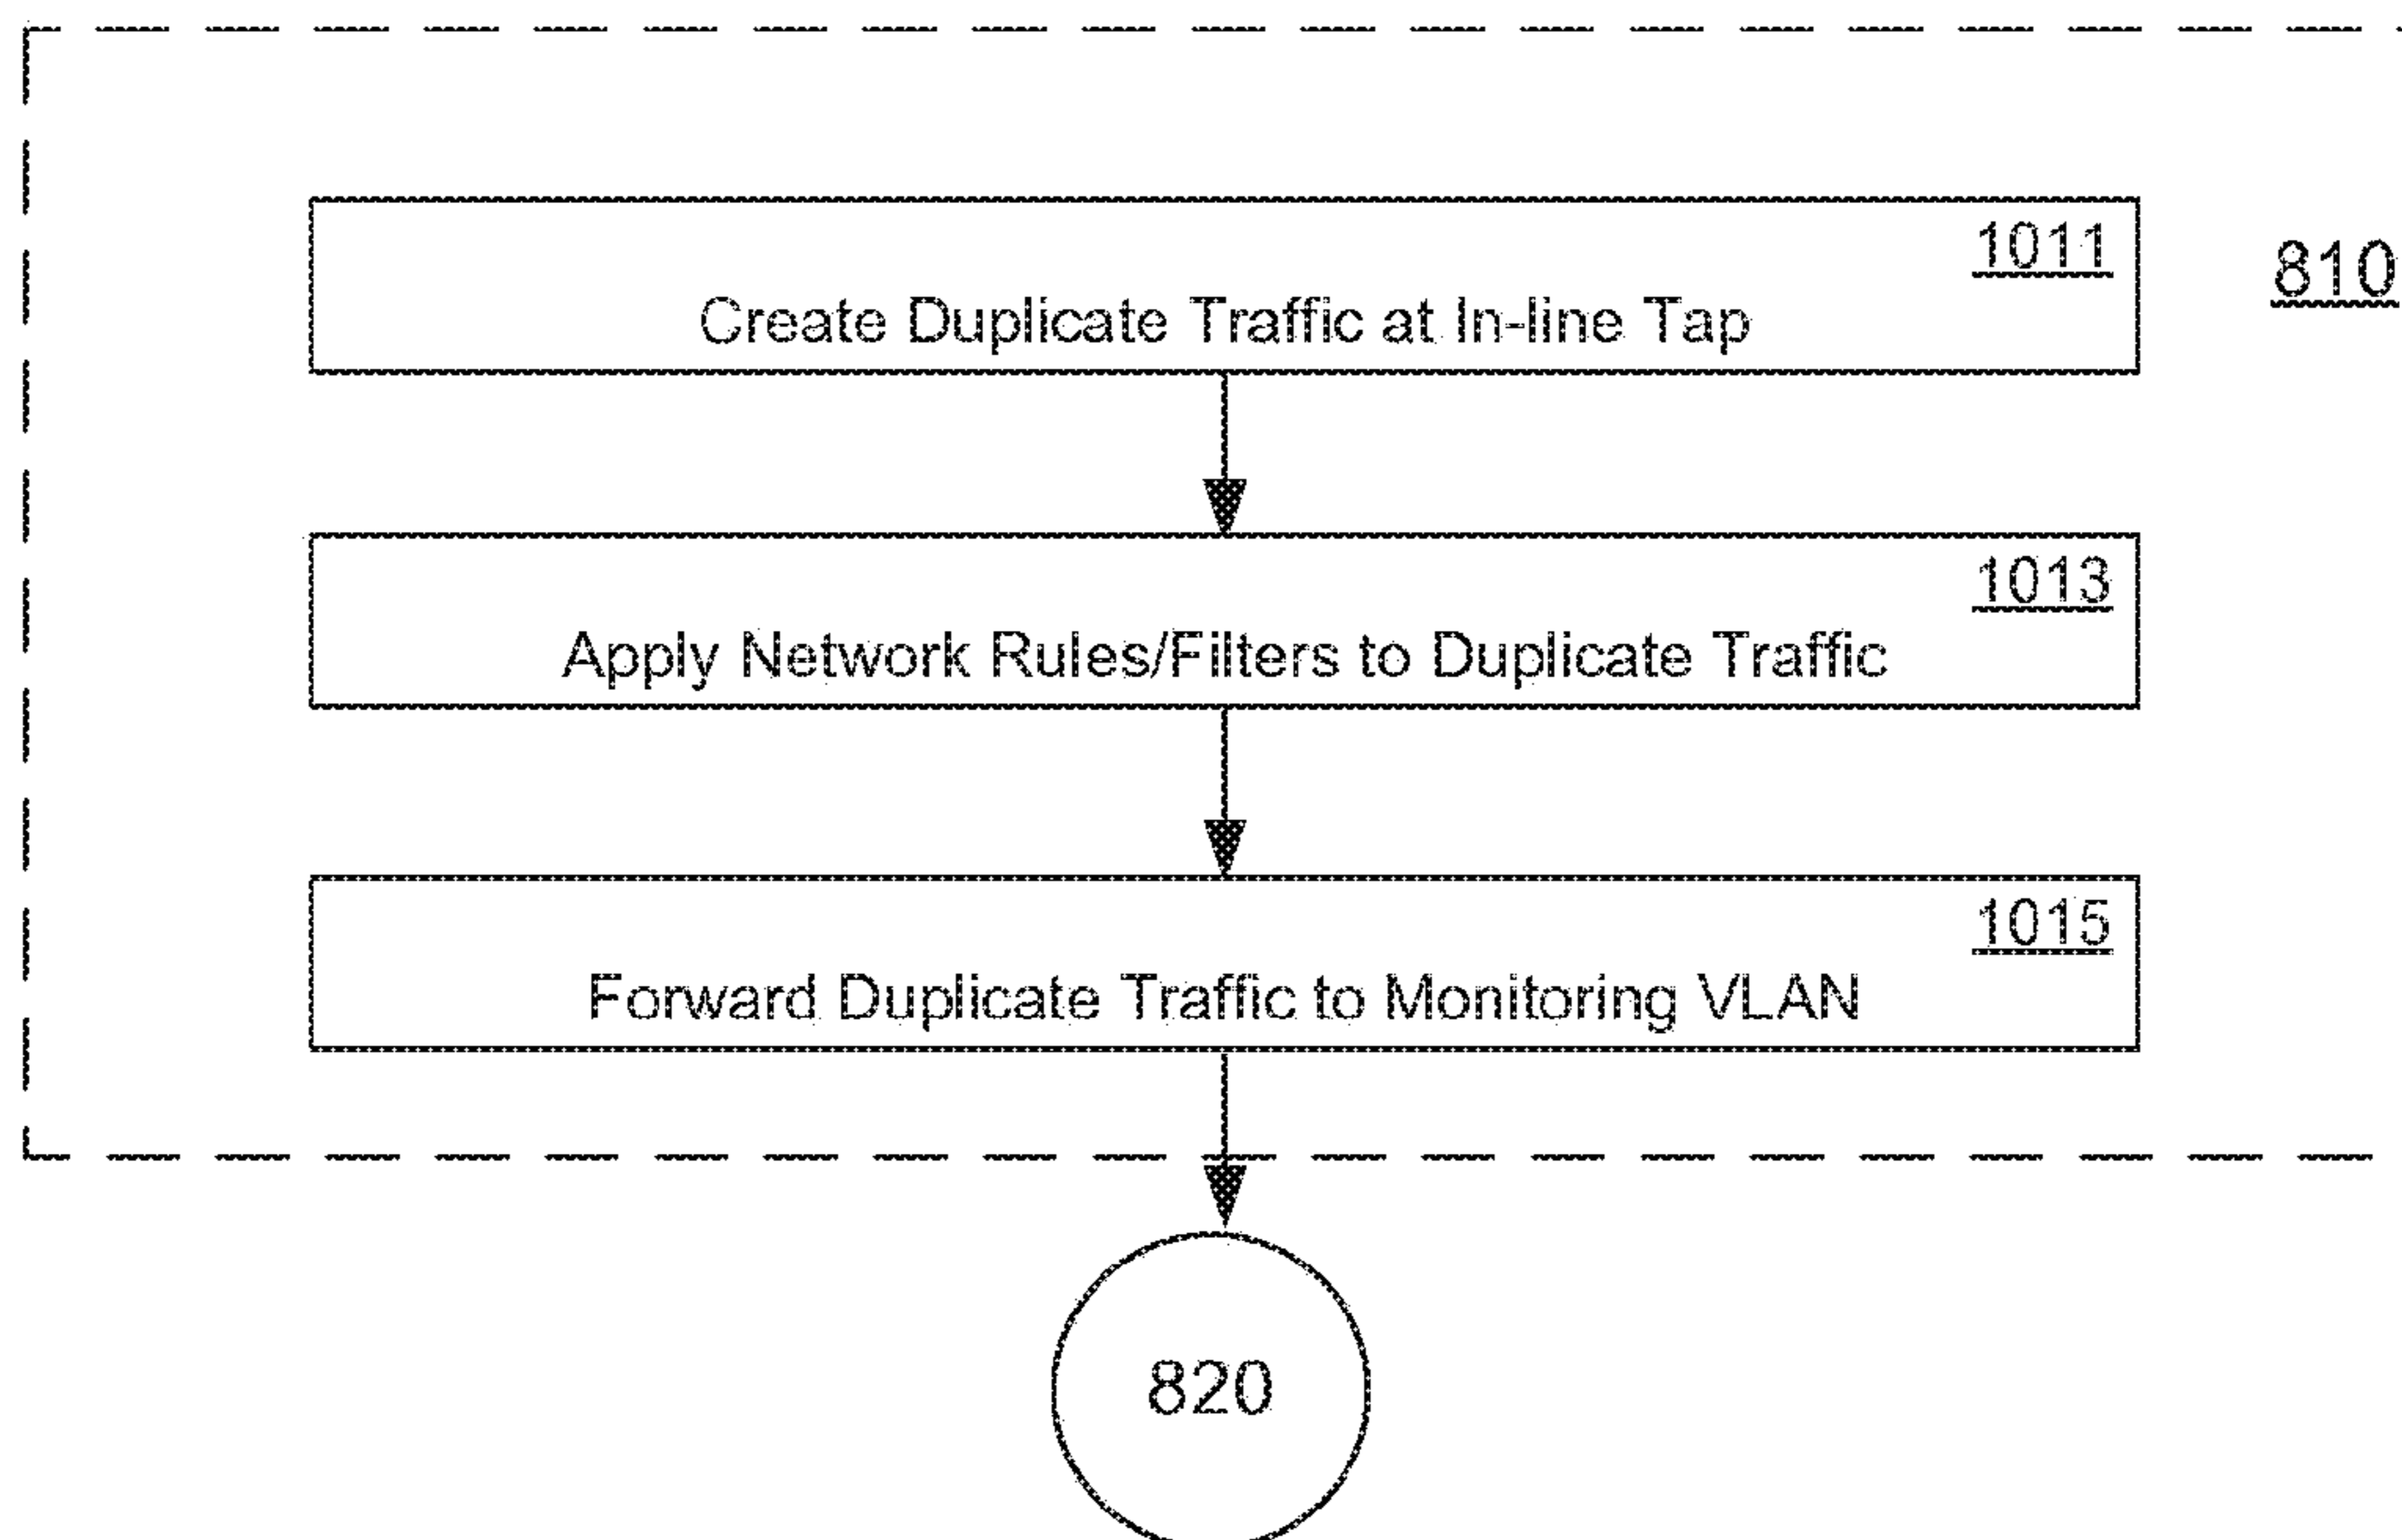 1011
810
Create Duplicate Traffic at In-line Tap
1013
Apply Network Rules/Filters to Duplicate Traffic
1015
Forward Duplicate Traffic to Monitoring VLAN
820